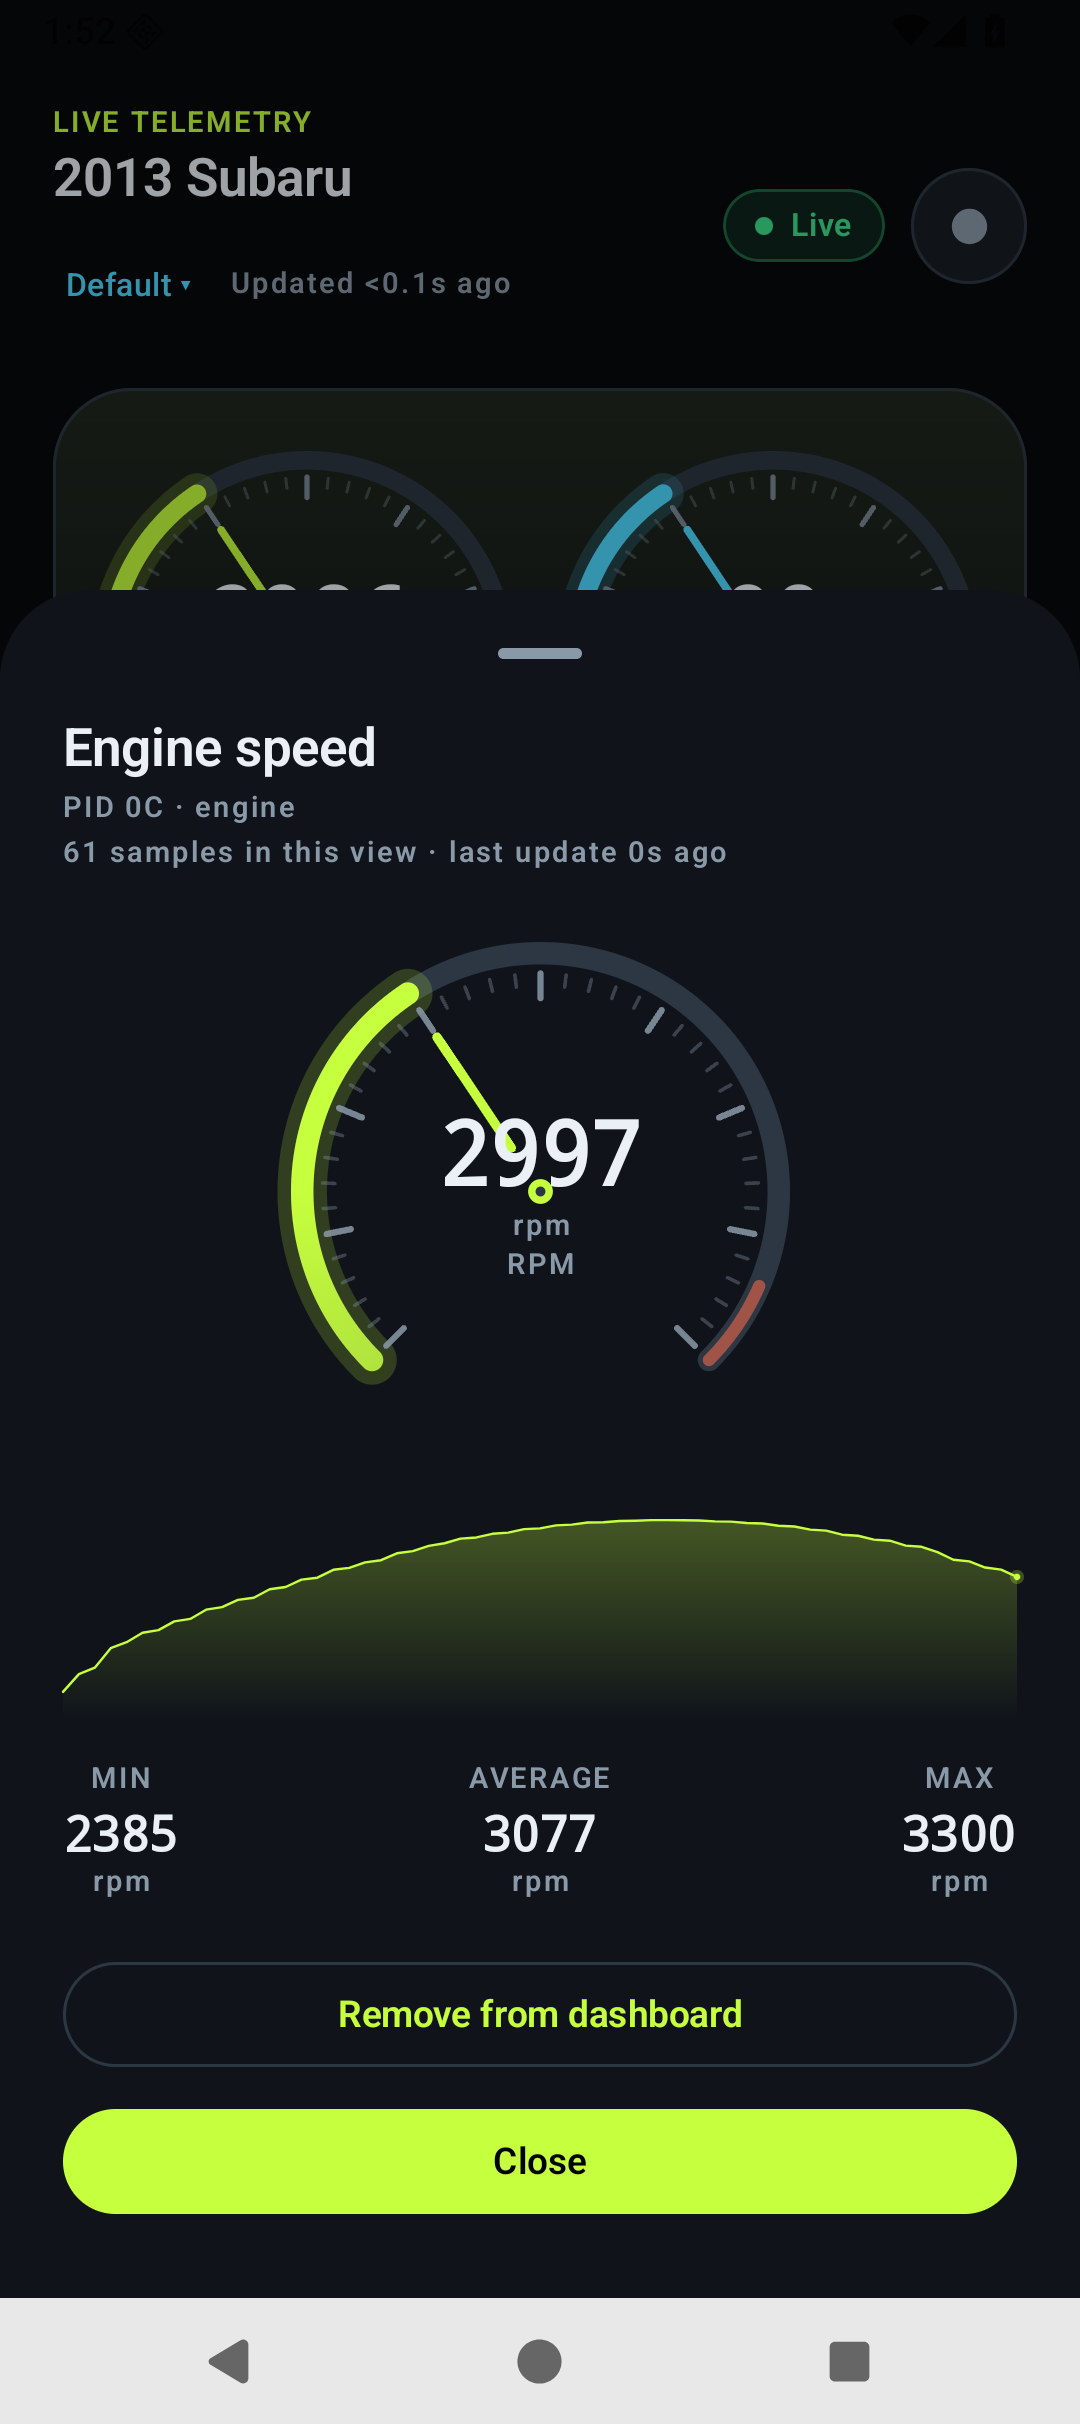 1:52
LIVE TELEMETRY
2013 Subaru
Live
Default ▾ Updated <0.1s ago
Engine speed
PID 0C · engine
61 samples in this view · last update 0s ago
2997
rpm
RPM
MIN AVERAGE MAX
2385 3077 3300
rpm rpm rpm
Remove from dashboard
Close